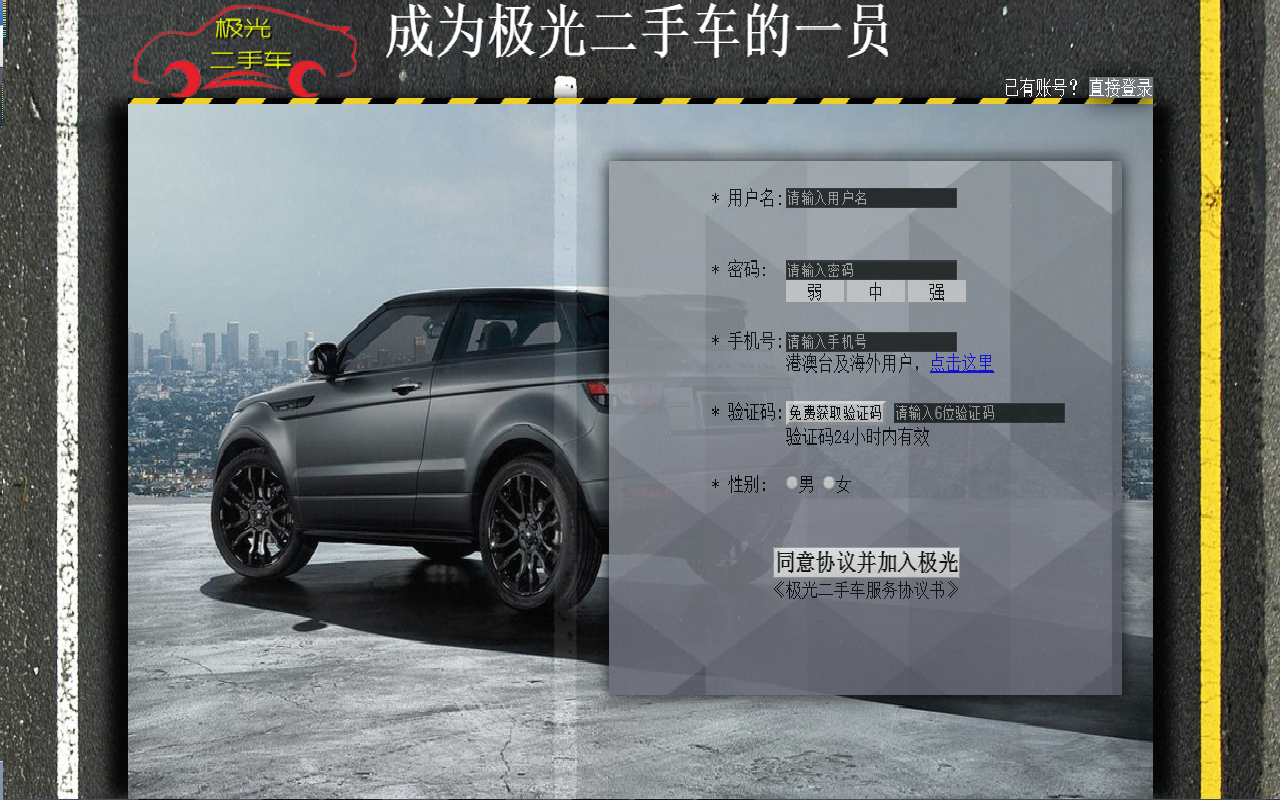 极光
二手车
成为极光二手车的一员
已有账号？ 直接登录
* 用户名: 请输入用户名
* 密码: 请输入密码
弱 中 强
* 手机号: 请输入手机号
港澳台及海外用户，点击这里
* 验证码: 免费获取验证码 请输入6位验证码
验证码24小时内有效
* 性别: 男 女
同意协议并加入极光
《极光二手车服务协议书》